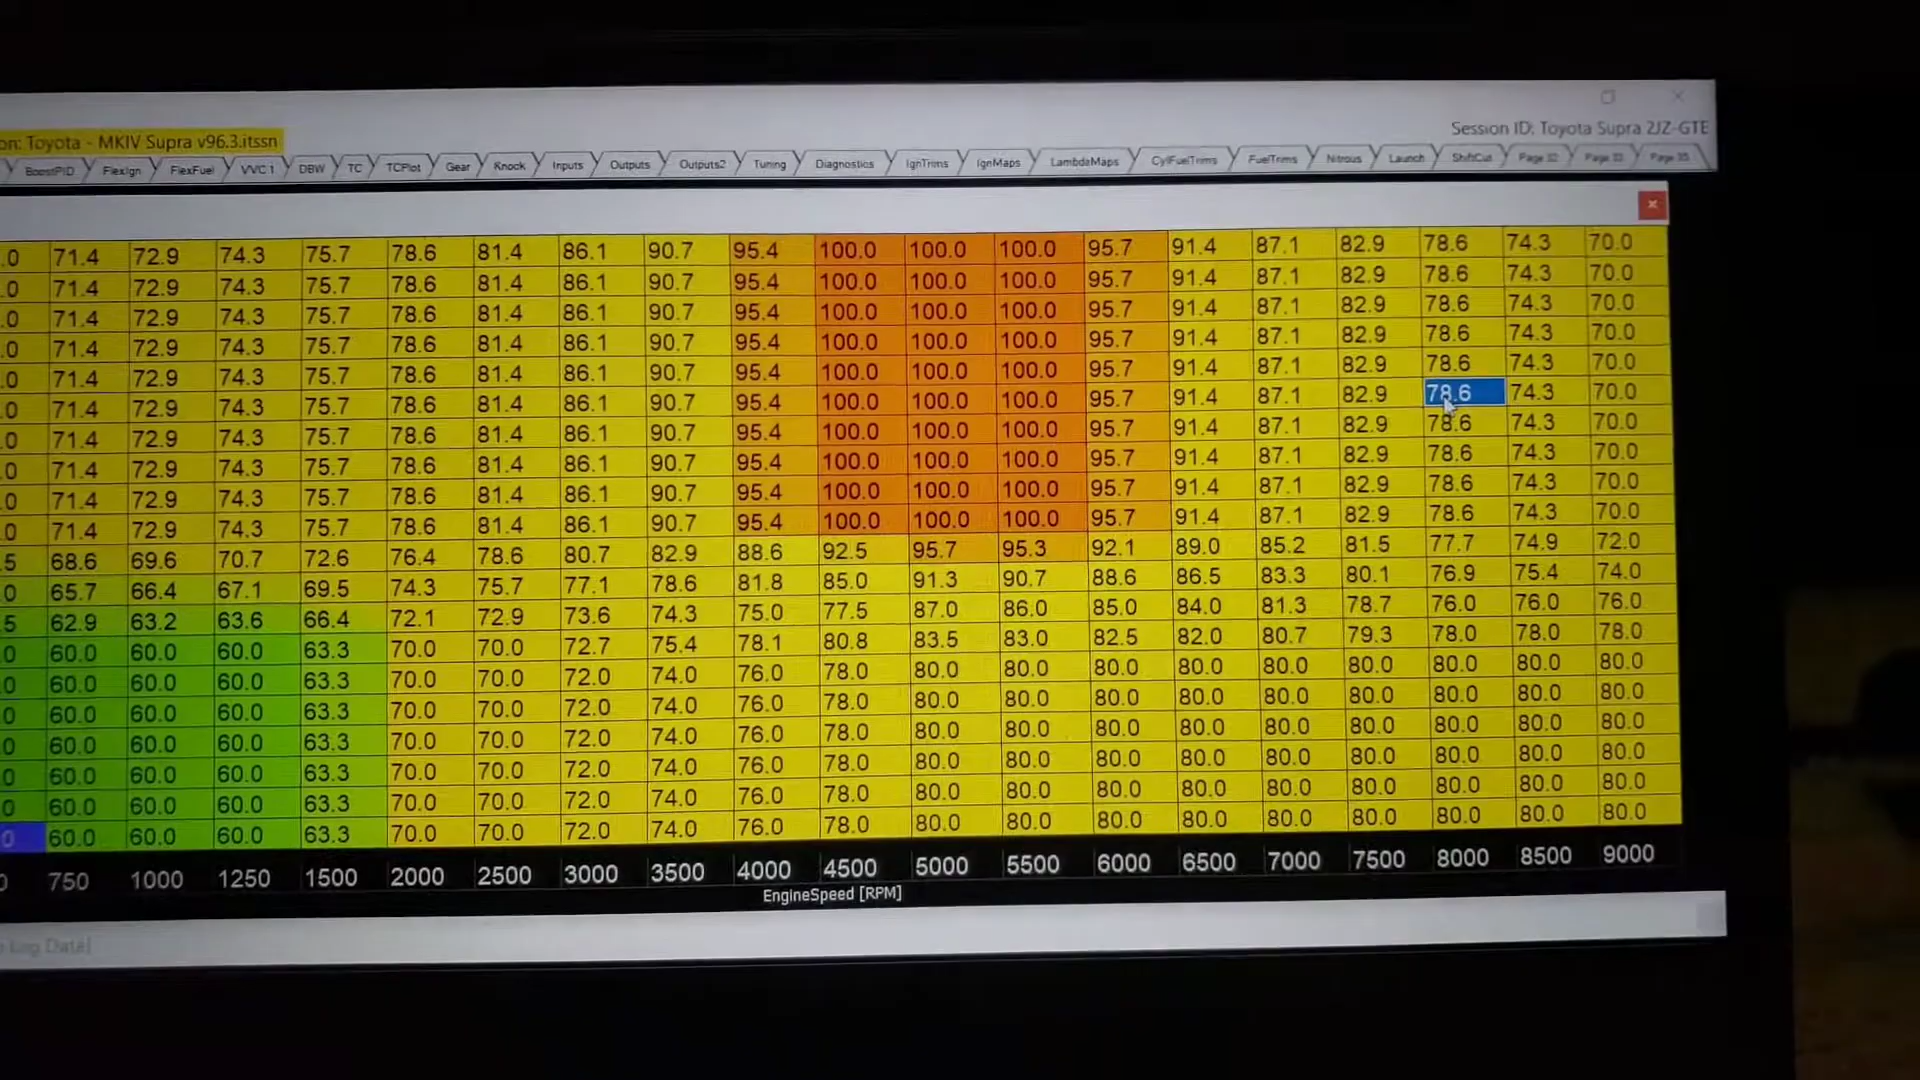 on: Toyota - MKIV Supra v96.3.itssn
Session ID: Toyota Supra 2JZ-GTE
BoostPID FlexIgn FlexFuel VVC 1 DBW TC TCPlot Gear Knock Inputs Outputs Outputs2 Tuning Diagnostics IgnTrims IgnMaps LambdaMaps CylFuelTrims FuelTrims Nitrous Launch ShiftCut Page 32 Page 33 Page 35
.0 71.4 72.9 74.3 75.7 78.6 81.4 86.1 90.7 95.4 100.0 100.0 100.0 95.7 91.4 87.1 82.9 78.6 74.3 70.0
.0 71.4 72.9 74.3 75.7 78.6 81.4 86.1 90.7 95.4 100.0 100.0 100.0 95.7 91.4 87.1 82.9 78.6 74.3 70.0
.0 71.4 72.9 74.3 75.7 78.6 81.4 86.1 90.7 95.4 100.0 100.0 100.0 95.7 91.4 87.1 82.9 78.6 74.3 70.0
.0 71.4 72.9 74.3 75.7 78.6 81.4 86.1 90.7 95.4 100.0 100.0 100.0 95.7 91.4 87.1 82.9 78.6 74.3 70.0
.0 71.4 72.9 74.3 75.7 78.6 81.4 86.1 90.7 95.4 100.0 100.0 100.0 95.7 91.4 87.1 82.9 78.6 74.3 70.0
.0 71.4 72.9 74.3 75.7 78.6 81.4 86.1 90.7 95.4 100.0 100.0 100.0 95.7 91.4 87.1 82.9 78.6 74.3 70.0
.0 71.4 72.9 74.3 75.7 78.6 81.4 86.1 90.7 95.4 100.0 100.0 100.0 95.7 91.4 87.1 82.9 78.6 74.3 70.0
.0 71.4 72.9 74.3 75.7 78.6 81.4 86.1 90.7 95.4 100.0 100.0 100.0 95.7 91.4 87.1 82.9 78.6 74.3 70.0
.0 71.4 72.9 74.3 75.7 78.6 81.4 86.1 90.7 95.4 100.0 100.0 100.0 95.7 91.4 87.1 82.9 78.6 74.3 70.0
.0 71.4 72.9 74.3 75.7 78.6 81.4 86.1 90.7 95.4 100.0 100.0 100.0 95.7 91.4 87.1 82.9 78.6 74.3 70.0
.5 68.6 69.6 70.7 72.6 76.4 78.6 80.7 82.9 88.6 92.5 95.7 95.3 92.1 89.0 85.2 81.5 77.7 74.9 72.0
.0 65.7 66.4 67.1 69.5 74.3 75.7 77.1 78.6 81.8 85.0 91.3 90.7 88.6 86.5 83.3 80.1 76.9 75.4 74.0
.5 62.9 63.2 63.6 66.4 72.1 72.9 73.6 74.3 75.0 77.5 87.0 86.0 85.0 84.0 81.3 78.7 76.0 76.0 76.0
0 60.0 60.0 60.0 63.3 70.0 70.0 72.7 75.4 78.1 80.8 83.5 83.0 82.5 82.0 80.7 79.3 78.0 78.0 78.0
0 60.0 60.0 60.0 63.3 70.0 70.0 72.0 74.0 76.0 78.0 80.0 80.0 80.0 80.0 80.0 80.0 80.0 80.0 80.0
0 60.0 60.0 60.0 63.3 70.0 70.0 72.0 74.0 76.0 78.0 80.0 80.0 80.0 80.0 80.0 80.0 80.0 80.0 80.0
0 60.0 60.0 60.0 63.3 70.0 70.0 72.0 74.0 76.0 78.0 80.0 80.0 80.0 80.0 80.0 80.0 80.0 80.0 80.0
0 60.0 60.0 60.0 63.3 70.0 70.0 72.0 74.0 76.0 78.0 80.0 80.0 80.0 80.0 80.0 80.0 80.0 80.0 80.0
0 60.0 60.0 60.0 63.3 70.0 70.0 72.0 74.0 76.0 78.0 80.0 80.0 80.0 80.0 80.0 80.0 80.0 80.0 80.0
0 60.0 60.0 60.0 63.3 70.0 70.0 72.0 74.0 76.0 78.0 80.0 80.0 80.0 80.0 80.0 80.0 80.0 80.0 80.0
0 750 1000 1250 1500 2000 2500 3000 3500 4000 4500 5000 5500 6000 6500 7000 7500 8000 8500 9000
EngineSpeed [RPM]
Log Data]